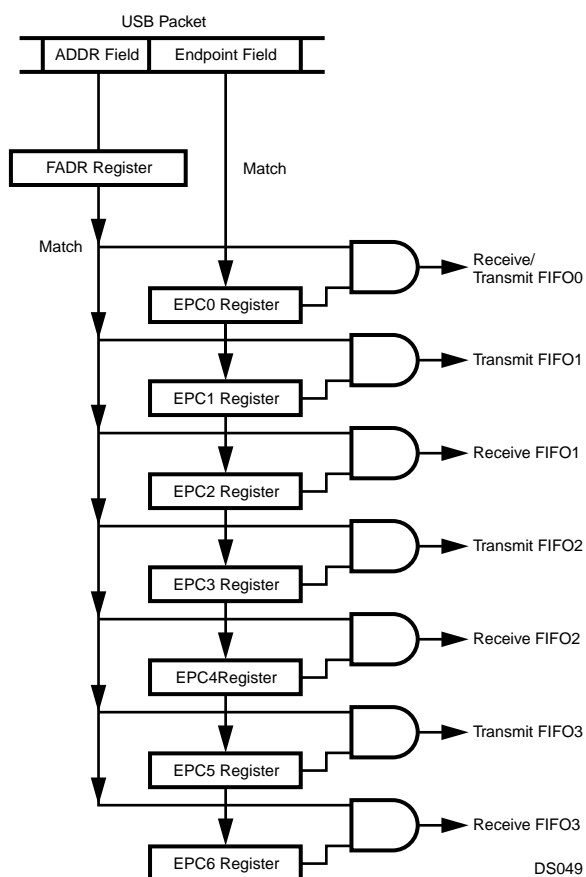 USB Packet
ADDR Field
Endpoint Field
FADR Register
Match
Match
Receive/
Transmit FIFO0
EPC0 Register
Transmit FIFO1
EPC1 Register
Receive FIFO1
EPC2 Register
Transmit FIFO2
EPC3 Register
Receive FIFO2
EPC4Register
Transmit FIFO3
EPC5 Register
Receive FIFO3
EPC6 Register
DS049